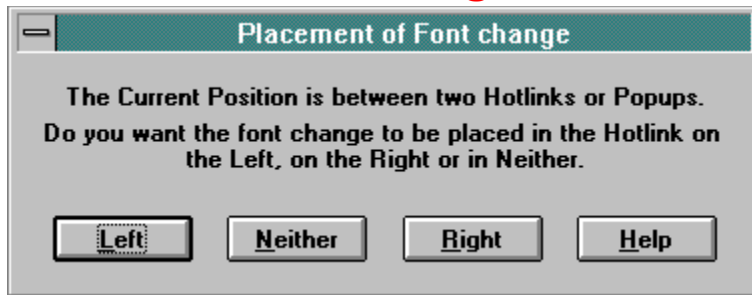 Placement of Font change
The Current Position is between two Hotlinks or Popups.
Do you want the font change to be placed in the Hotlink on
the Left, on the Right or in Neither.
Left Neither Right Help